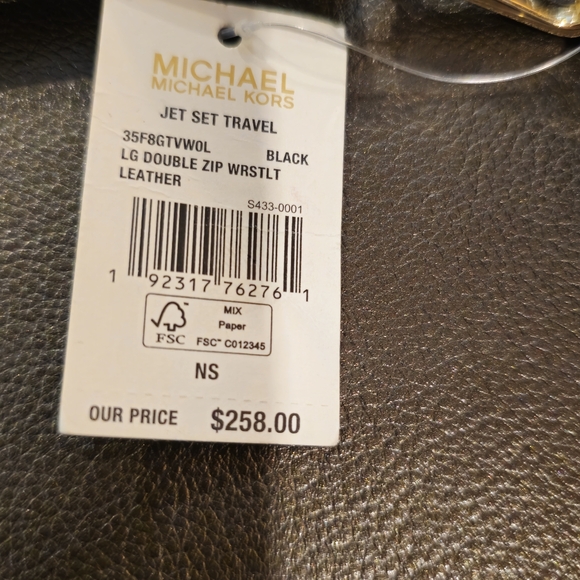 MICHAEL
MICHAEL KORS
JET SET TRAVEL
35F8GTVW0L BLACK
LG DOUBLE ZIP WRSTLT
LEATHER
S433-0001
1 92317 76276 1
MIX
Paper
FSC FSC™ C012345
NS
OUR PRICE $258.00